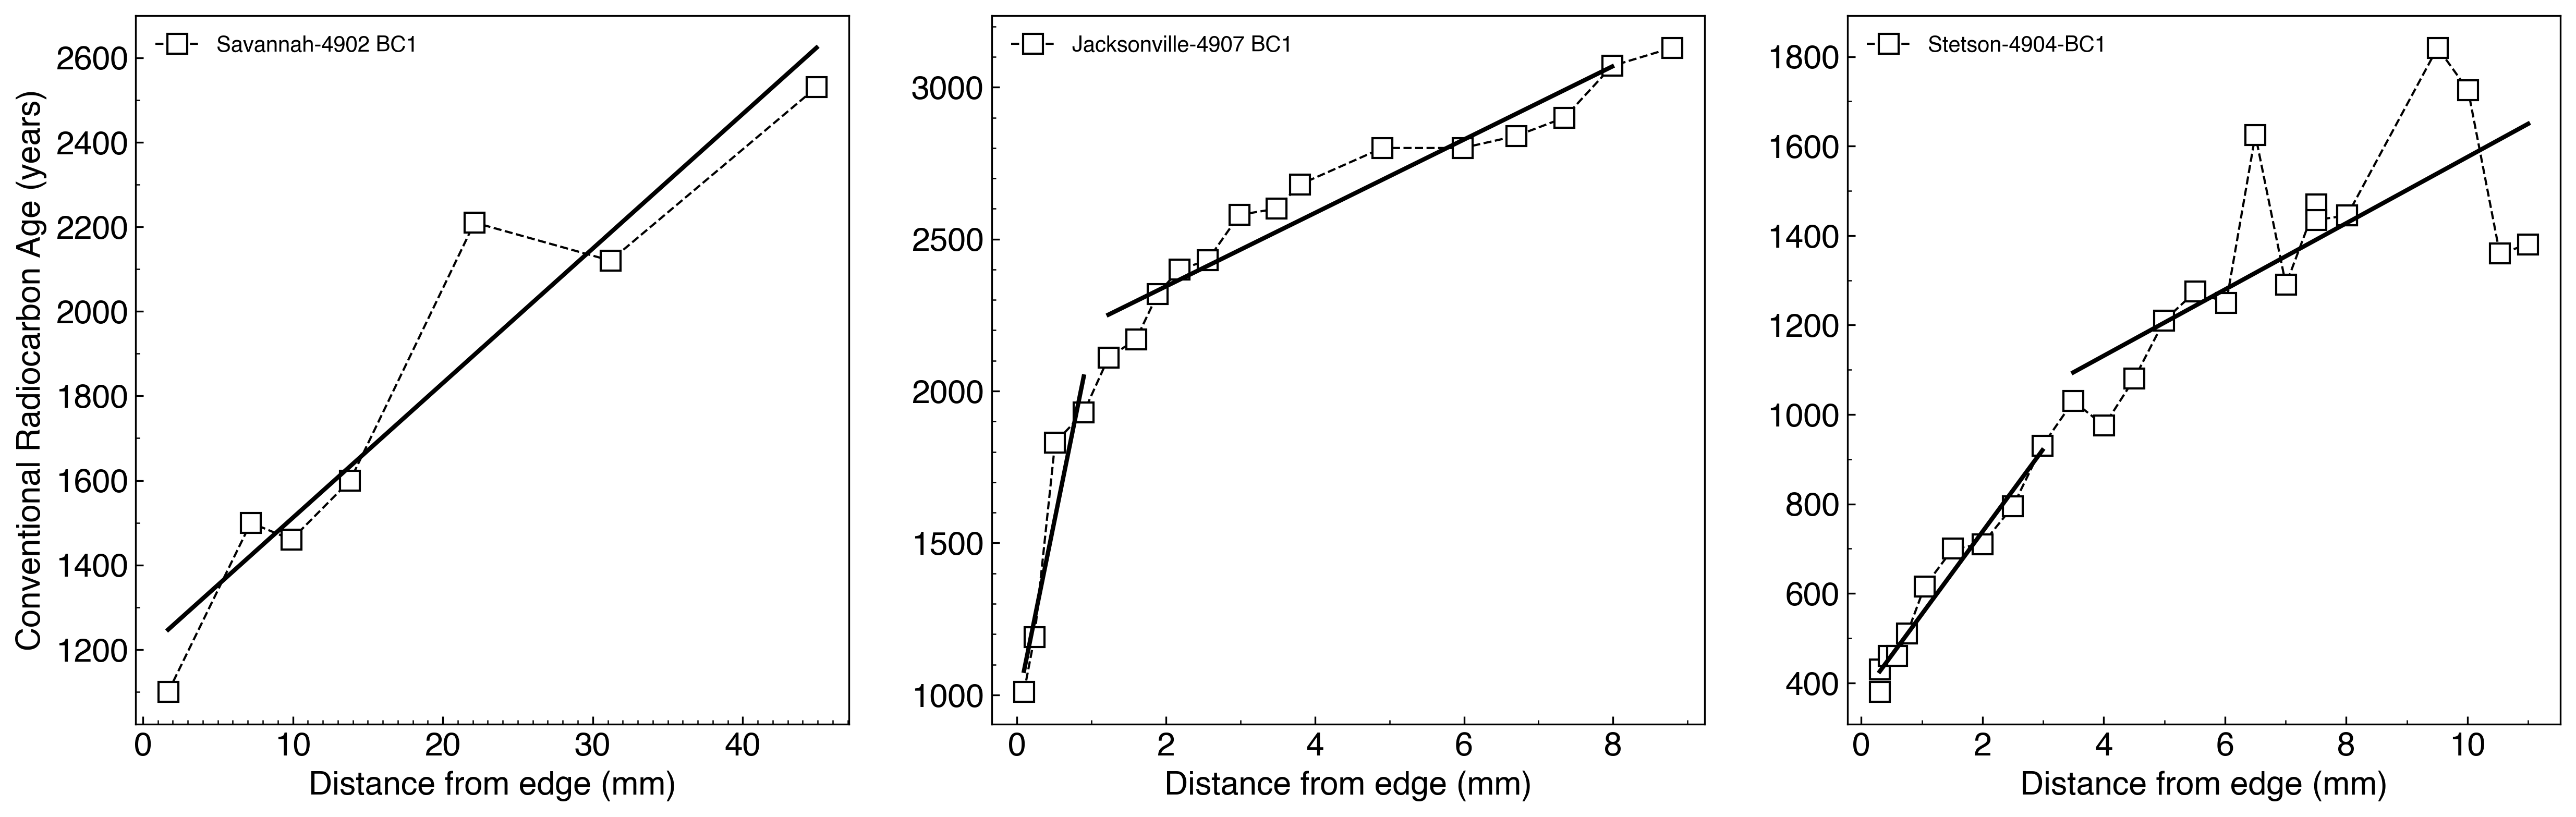 Conventional Radiocarbon Age (years)
2600
2400
2200
2000
1800
1600
1400
1200
Savannah-4902 BC1
0 10 20 30 40
Distance from edge (mm)
3000
2500
2000
1500
1000
Jacksonville-4907 BC1
0 2 4 6 8
Distance from edge (mm)
1800
1600
1400
1200
1000
800
600
400
Stetson-4904-BC1
0 2 4 6 8 10
Distance from edge (mm)